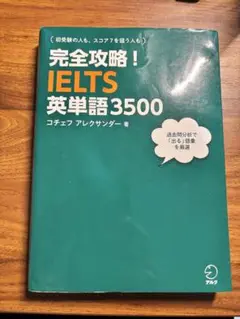 初受験の人も、スコア7を狙う人も
完全攻略！
IELTS
英単語3500
コチェフ アレクサンダー 著
過去問分析で
「出る」語彙
を厳選
アルク